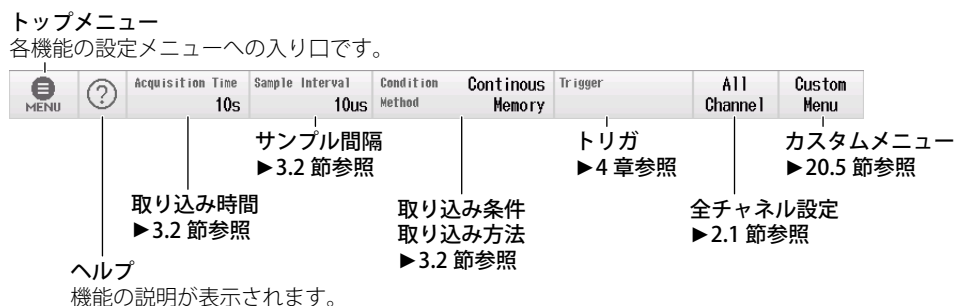 トップメニュー
各機能の設定メニューへの入り口です。
MENU
?
Acquisition Time
10s
Sample Interval
10us
Condition Continous
Method Memory
Trigger
All
Channel
Custom
Menu
サンプル間隔
►3.2 節参照
トリガ
►4 章参照
カスタムメニュー
►20.5 節参照
取り込み時間
►3.2 節参照
取り込み条件
取り込み方法
►3.2 節参照
全チャネル設定
►2.1 節参照
ヘルプ
機能の説明が表示されます。